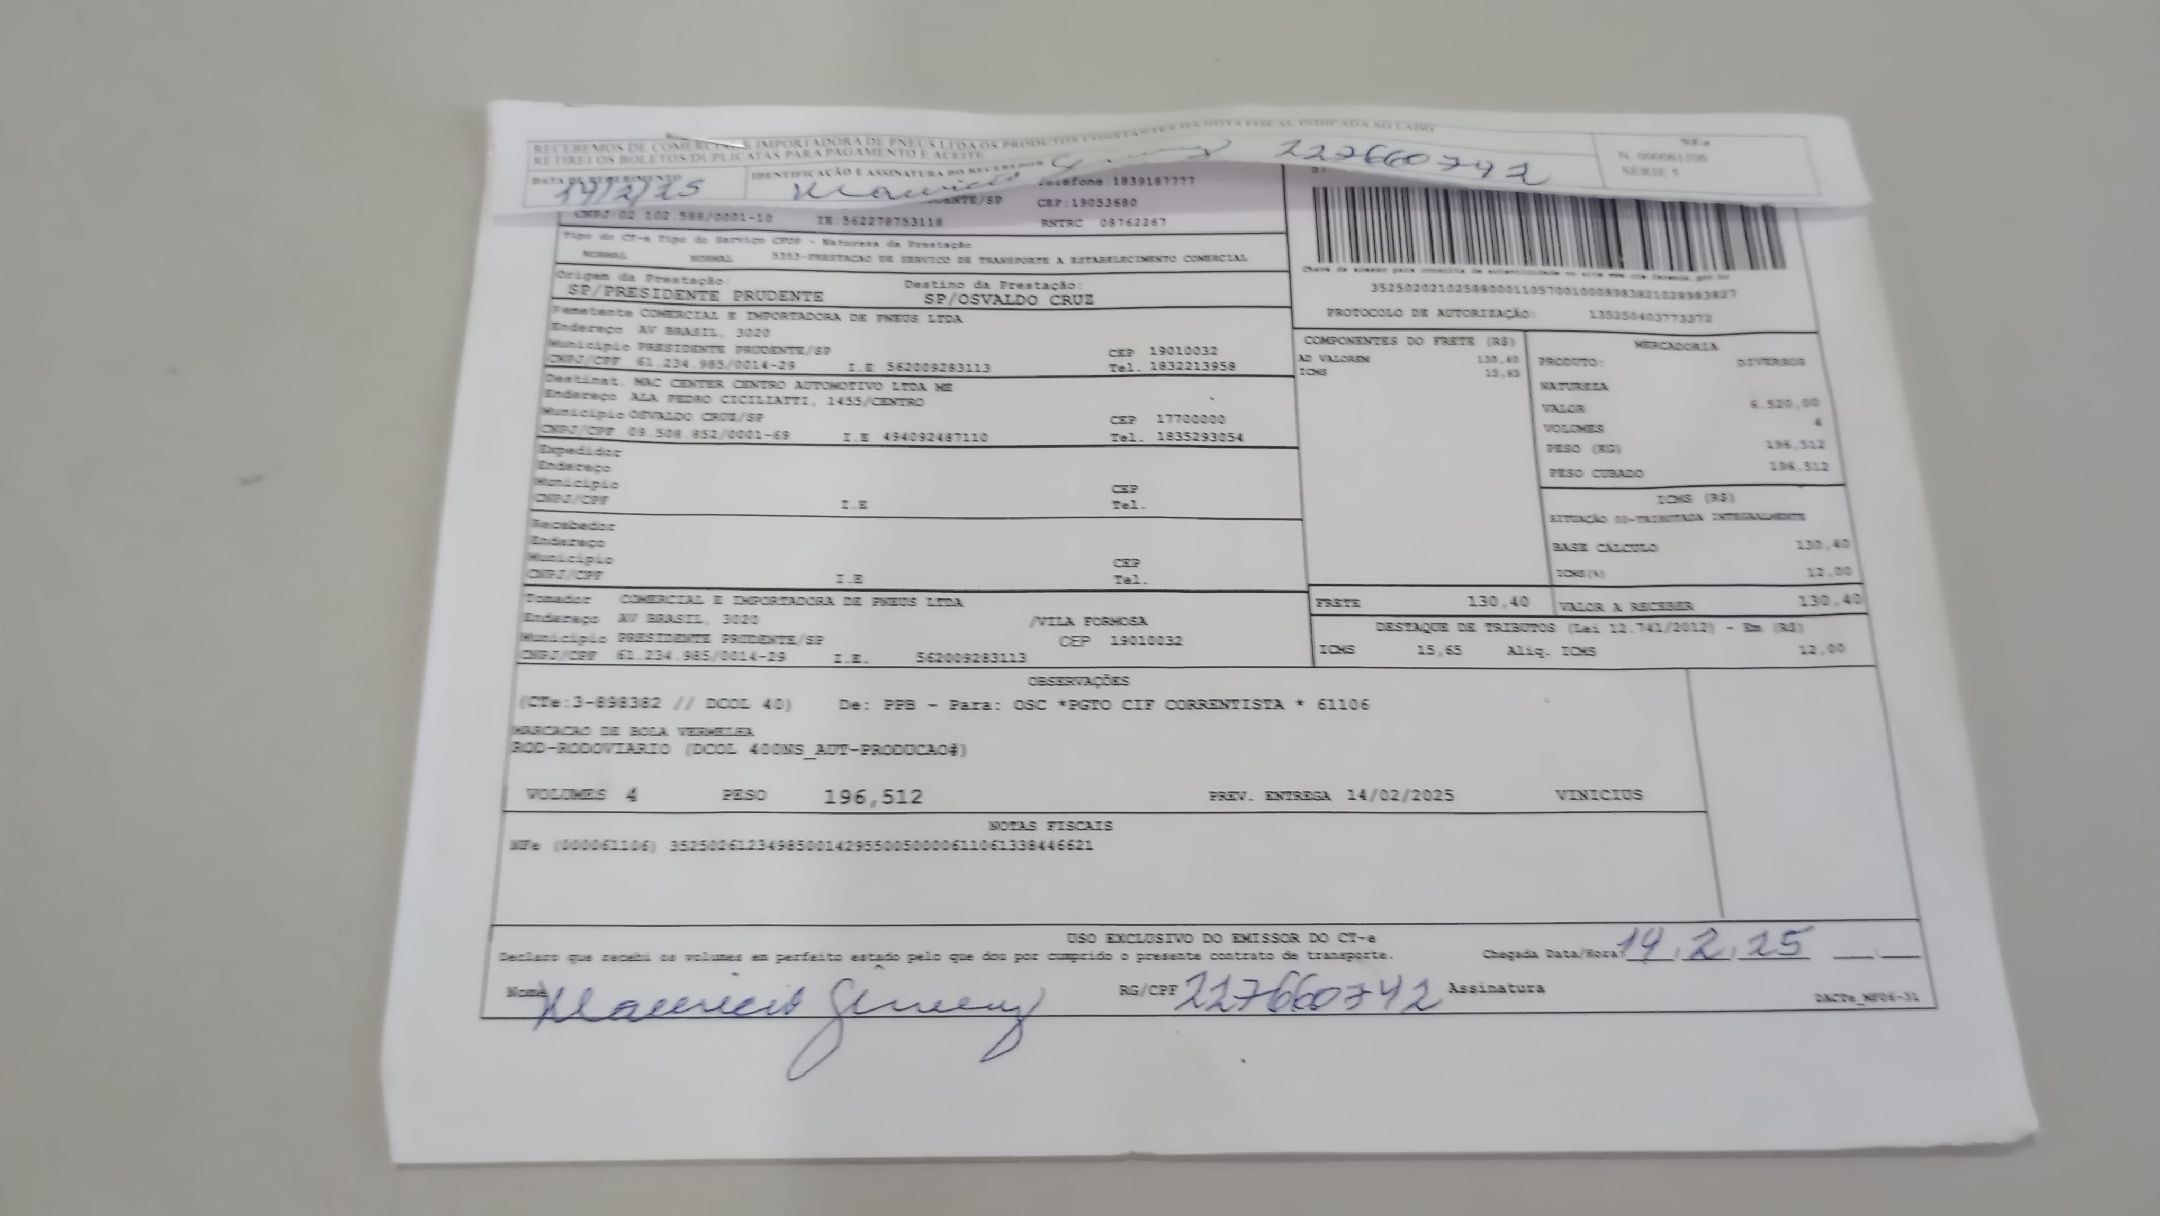 RECEBEMOS DE COMERCIAL E IMPORTADORA DE PNEUS LTDA OS PRODUTOS CONSTANTES DA NOTA FISCAL INDICADA AO LADO
RETIREI OS BOLETOS/DUPLICATAS PARA PAGAMENTO E ACEITE
NF-e
N. 000061106
SÉRIE 5
DATA DE RECEBIMENTO
14/2/25
IDENTIFICAÇÃO E ASSINATURA DO RECEBEDOR
227660742
Telefone:1839187777
ENTE/SP CEP:19053680
CNPJ:02 102.588/0001-10 IE:562278753118 RNTRC 08762267
Tipo do CT-e Tipo do Serviço CFOP - Natureza da Prestação
NORMAL NORMAL 5353-PRESTACAO DE SERVICO DE TRANSPORTE A ESTABELECIMENTO COMERCIAL
Origem da Prestação: Destino da Prestação:
SP/PRESIDENTE PRUDENTE SP/OSVALDO CRUZ
Remetente COMERCIAL E IMPORTADORA DE PNEUS LTDA
Endereço AV BRASIL, 3020
Município PRESIDENTE PRUDENTE/SP CEP 19010032
CNPJ/CPF 61.234.985/0014-29 I.E 562009283113 Tel. 1832213958
Destinat. MAC CENTER CENTRO AUTOMOTIVO LTDA ME
Endereço ALA PEDRO CICILIATTI, 1455/CENTRO
Município OSVALDO CRUZ/SP CEP 17700000
CNPJ/CPF 09.508.852/0001-69 I.E 494092487110 Tel. 1835293054
Expedidor
Endereço
Município CEP
CNPJ/CPF I.E Tel.
Recebedor
Endereço
Município CEP
CNPJ/CPF I.E Tel.
Tomador COMERCIAL E IMPORTADORA DE PNEUS LTDA
Endereço AV BRASIL, 3020 /VILA FORMOSA
Município PRESIDENTE PRUDENTE/SP CEP 19010032
CNPJ/CPF 61.234.985/0014-29 I.E. 562009283113
PROTOCOLO DE AUTORIZAÇÃO: 135250403773372
COMPONENTES DO FRETE (R$)
AD VALOREM 130,40
ICMS 15,65
MERCADORIA
PRODUTO: DIVERSOS
NATUREZA
VALOR 6.520,00
VOLUMES 4
PESO (KG) 196,512
PESO CUBADO 196,512
ICMS (R$)
SITUAÇÃO 00-TRIBUTADA INTEGRALMENTE
BASE CÁLCULO 130,40
ICMS(%) 12,00
FRETE 130,40 VALOR A RECEBER 130,40
DESTAQUE DE TRIBUTOS (Lei 12.741/2012) - Em (R$)
ICMS 15,65 Aliq. ICMS 12,00
OBSERVAÇÕES
(CTe:3-898382 // DCOL 40) De: PPB - Para: OSC *PGTO CIF CORRENTISTA * 61106
MARCACAO DE BOLA VERMELHA
ROD-RODOVIARIO (DCOL 400NS_AUT-PRODUCAO#)
VOLUMES 4 PESO 196,512 PREV. ENTREGA 14/02/2025 VINICIUS
NOTAS FISCAIS
NFe (000061106) 35250261234985001429550050000611061338446621
USO EXCLUSIVO DO EMISSOR DO CT-e
Declaro que recebi os volumes em perfeito estado pelo que dou por cumprido o presente contrato de transporte. Chegada Data/Hora: 14/2/25
Nome RG/CPF 227660742 Assinatura